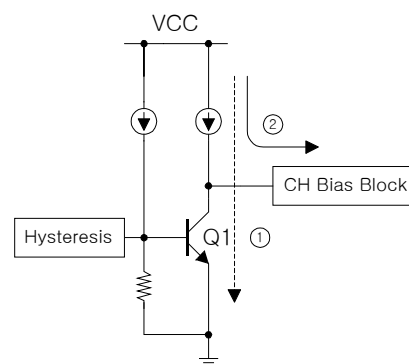 VCC
②
CH Bias Block
Hysteresis
Q1
①